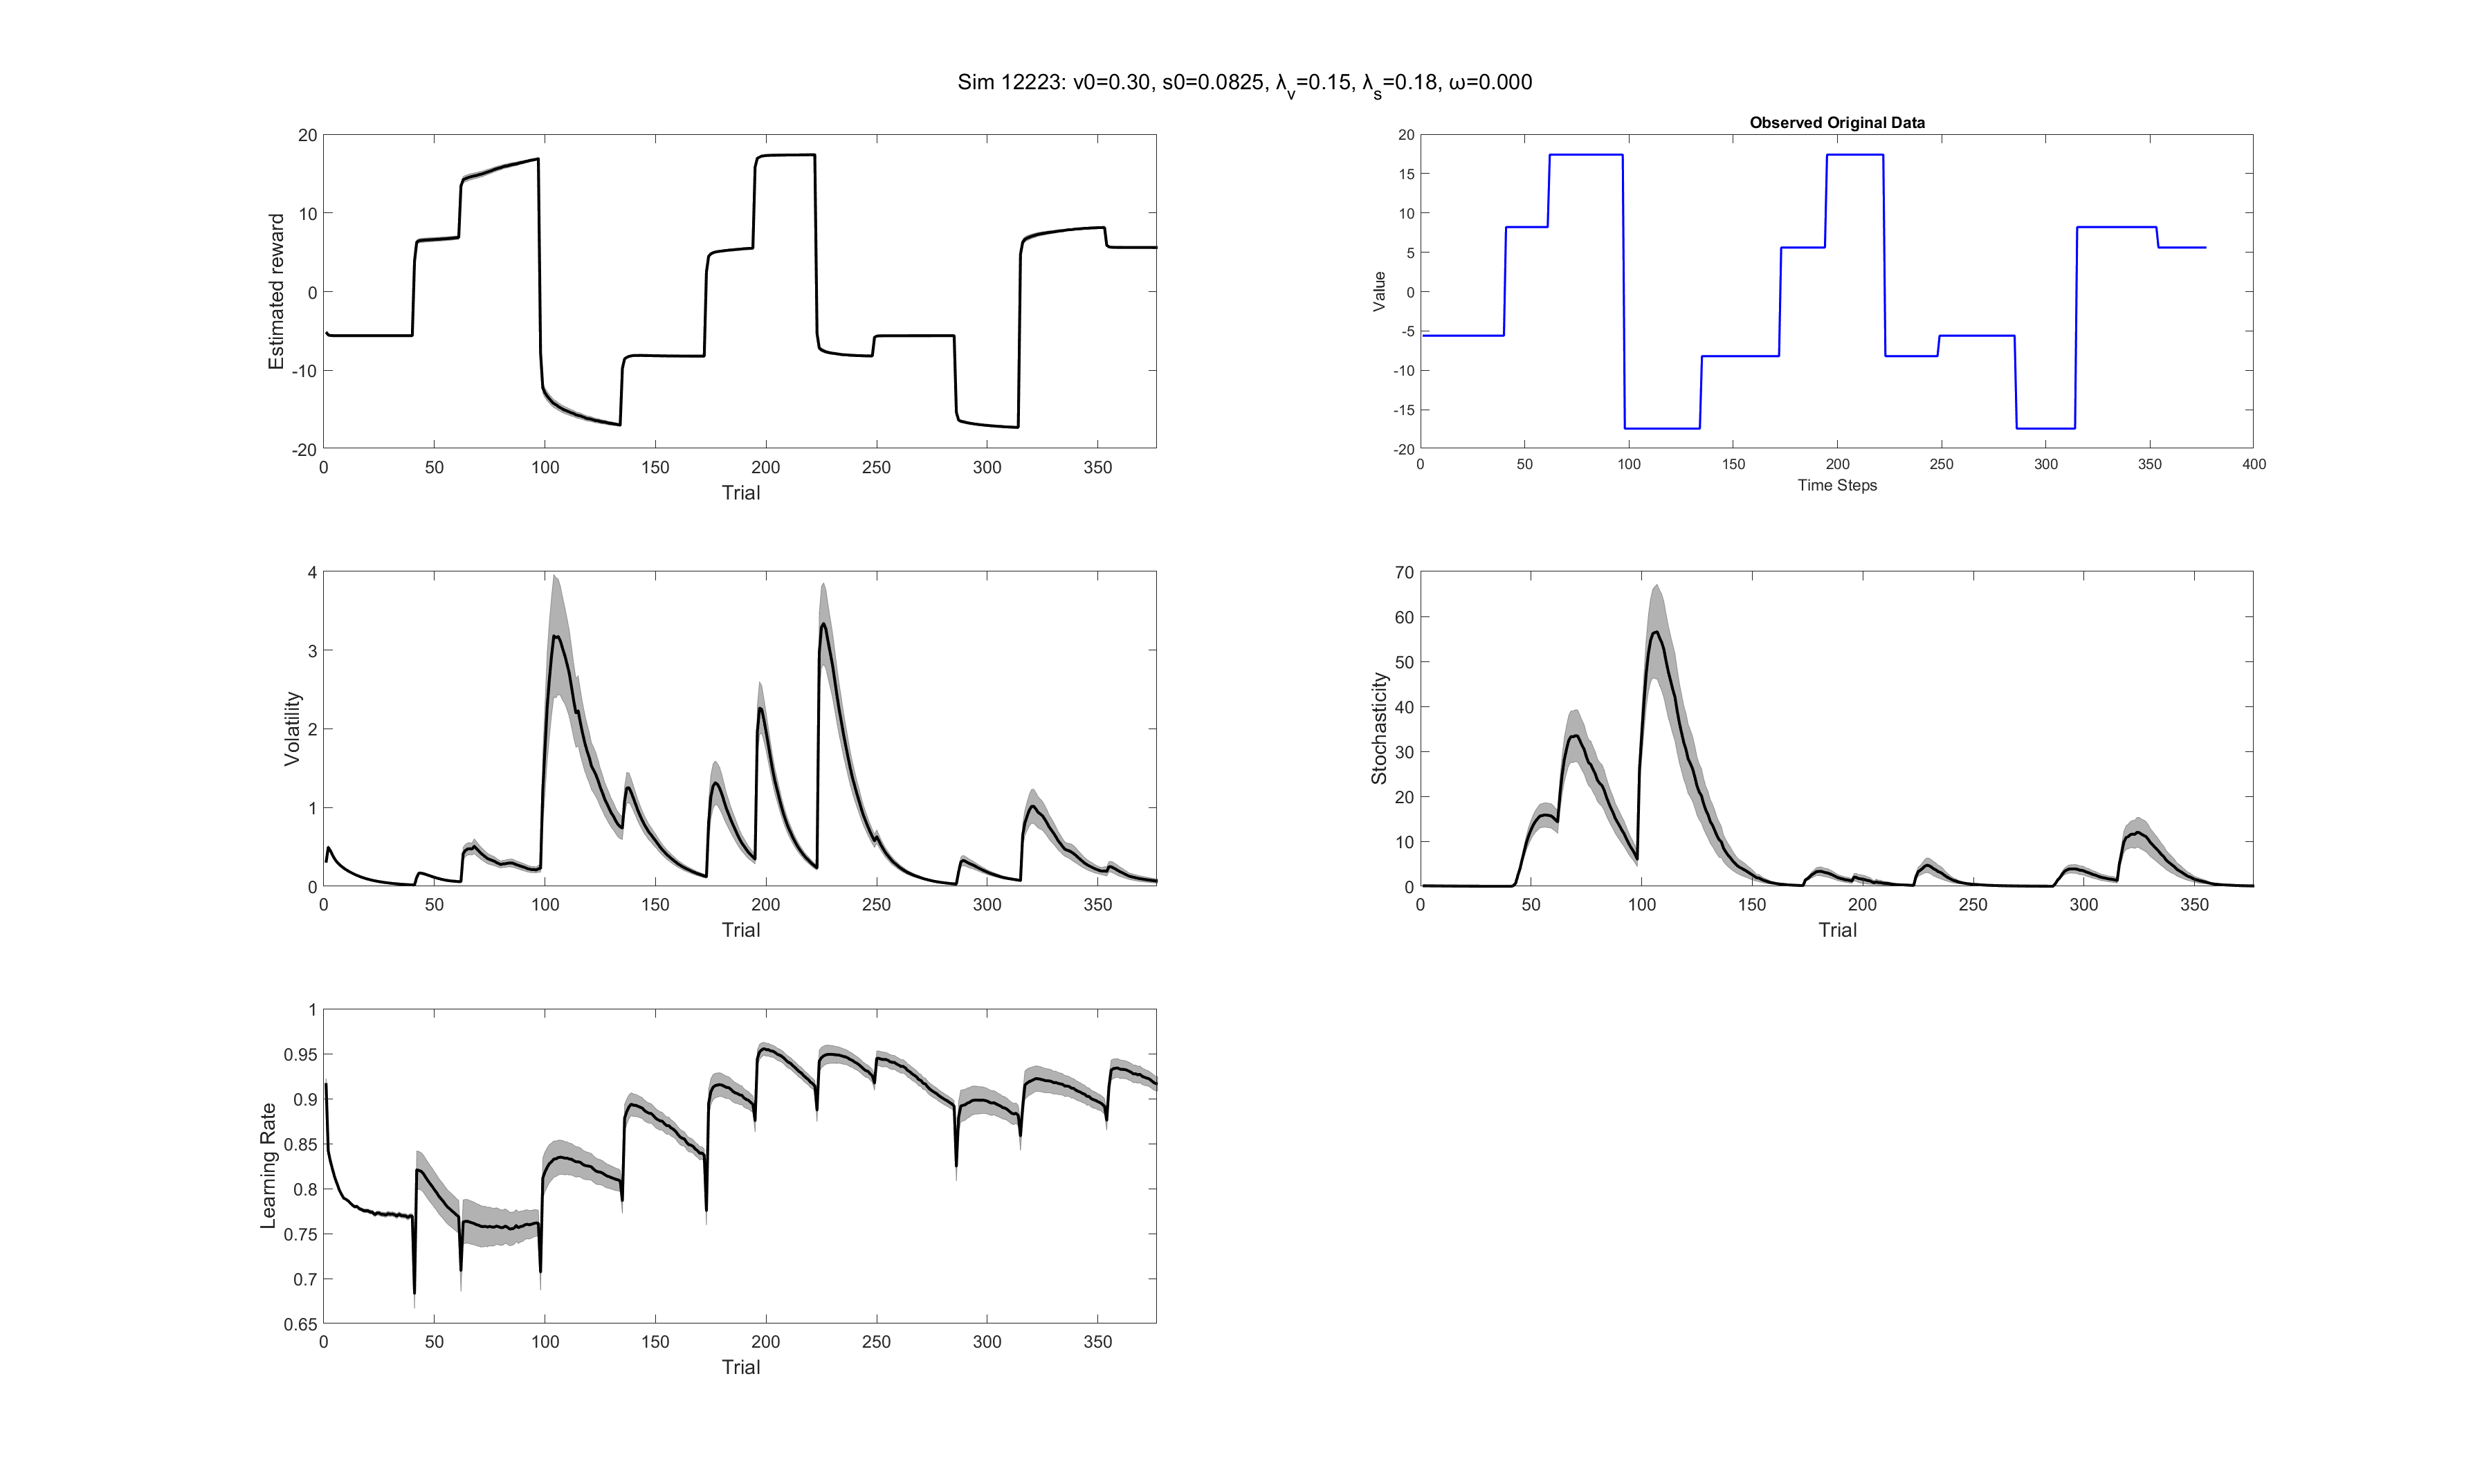 Sim 12223: v0=0.30, s0=0.0825, λv=0.15, λs=0.18, ω=0.000
Estimated reward
20
10
0
-10
-20
0 50 100 150 200 250 300 350
Trial
Observed Original Data
Value
20
15
10
5
0
-5
-10
-15
-20
0 50 100 150 200 250 300 350 400
Time Steps
Volatility
4
3
2
1
0
0 50 100 150 200 250 300 350
Trial
Stochasticity
70
60
50
40
30
20
10
0
0 50 100 150 200 250 300 350
Trial
Learning Rate
1
0.95
0.9
0.85
0.8
0.75
0.7
0.65
0 50 100 150 200 250 300 350
Trial